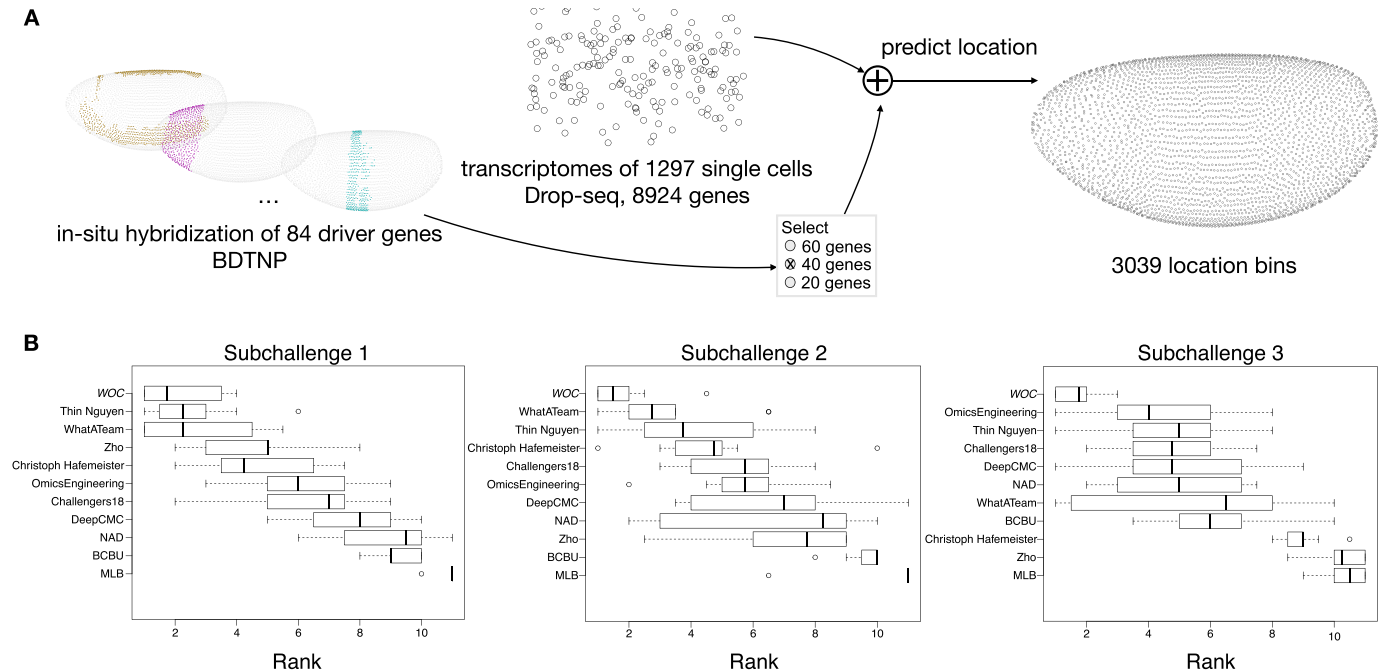 A
predict location
transcriptomes of 1297 single cells
Drop-seq, 8924 genes
...
in-situ hybridization of 84 driver genes
BDTNP
Select
60 genes
40 genes
20 genes
3039 location bins
B
Subchallenge 1
WOC
Thin Nguyen
WhatATeam
Zho
Christoph Hafemeister
OmicsEngineering
Challengers18
DeepCMC
NAD
BCBU
MLB
2 4 6 8 10
Rank
Subchallenge 2
WOC
WhatATeam
Thin Nguyen
Christoph Hafemeister
Challengers18
OmicsEngineering
DeepCMC
NAD
Zho
BCBU
MLB
2 4 6 8 10
Rank
Subchallenge 3
WOC
OmicsEngineering
Thin Nguyen
Challengers18
DeepCMC
NAD
WhatATeam
BCBU
Christoph Hafemeister
Zho
MLB
2 4 6 8 10
Rank